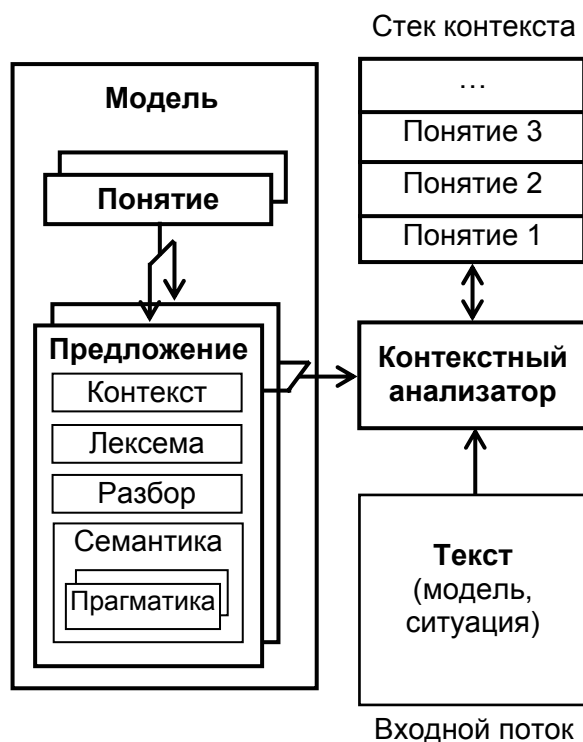 Модель
Понятие
Предложение
Контекст
Лексема
Разбор
Семантика
Прагматика
Стек контекста
…
Понятие 3
Понятие 2
Понятие 1
Контекстный
анализатор
Текст
(модель,
ситуация)
Входной поток